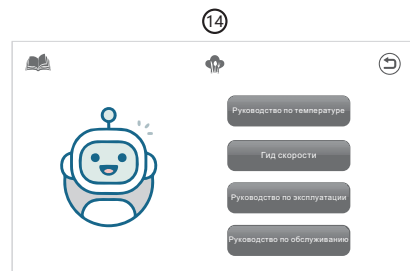 14
Руководство по температуре
Гид скорости
Руководство по эксплуатации
Руководство по обслуживанию